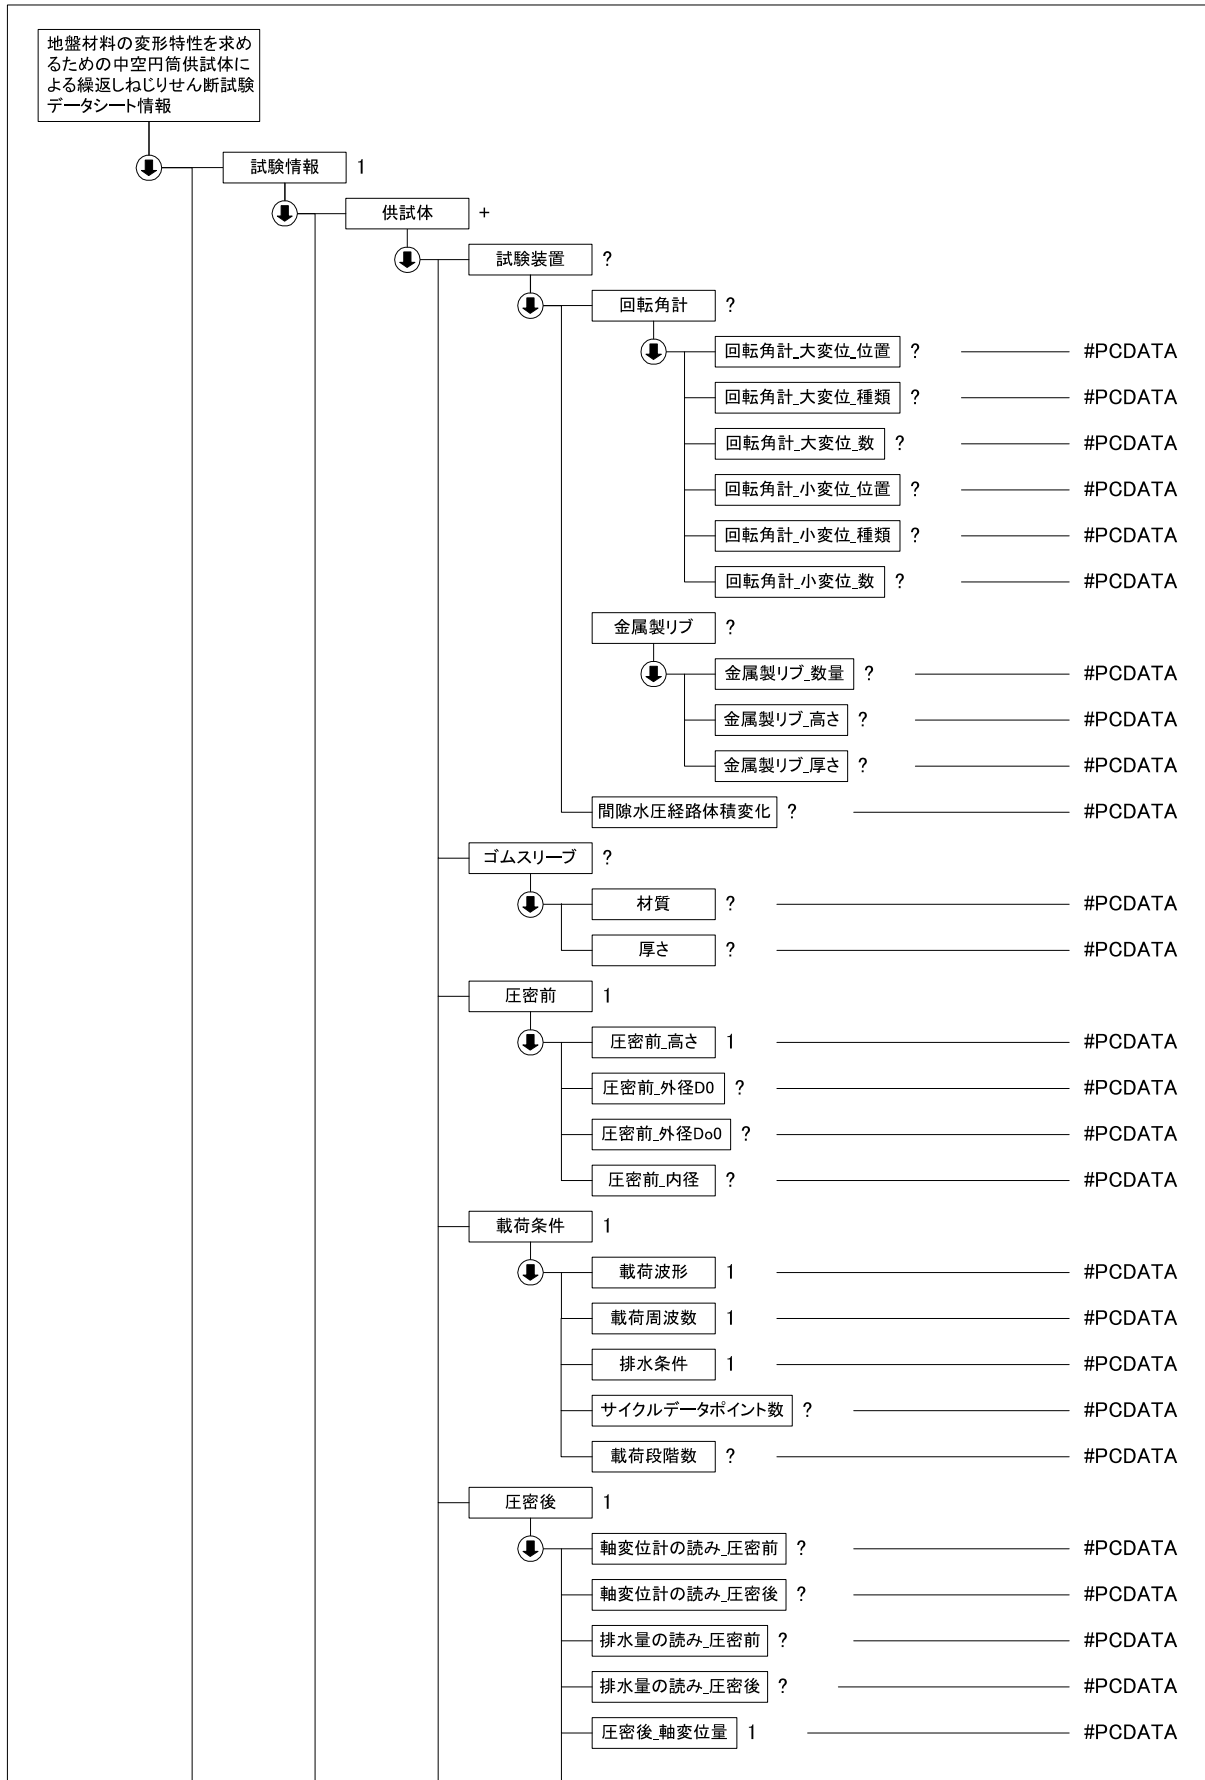 地盤材料の変形特性を求め
るための中空円筒供試体に
よる繰返しねじりせん断試験
データシート情報
試験情報 1
供試体 +
試験装置 ?
回転角計 ?
回転角計_大変位_位置 ? #PCDATA
回転角計_大変位_種類 ? #PCDATA
回転角計_大変位_数 ? #PCDATA
回転角計_小変位_位置 ? #PCDATA
回転角計_小変位_種類 ? #PCDATA
回転角計_小変位_数 ? #PCDATA
金属製リブ ?
金属製リブ_数量 ? #PCDATA
金属製リブ_高さ ? #PCDATA
金属製リブ_厚さ ? #PCDATA
間隙水圧経路体積変化 ? #PCDATA
ゴムスリーブ ?
材質 ? #PCDATA
厚さ ? #PCDATA
圧密前 1
圧密前_高さ 1 #PCDATA
圧密前_外径D0 ? #PCDATA
圧密前_外径Do0 ? #PCDATA
圧密前_内径 ? #PCDATA
載荷条件 1
載荷波形 1 #PCDATA
載荷周波数 1 #PCDATA
排水条件 1 #PCDATA
サイクルデータポイント数 ? #PCDATA
載荷段階数 ? #PCDATA
圧密後 1
軸変位計の読み_圧密前 ? #PCDATA
軸変位計の読み_圧密後 ? #PCDATA
排水量の読み_圧密前 ? #PCDATA
排水量の読み_圧密後 ? #PCDATA
圧密後_軸変位量 1 #PCDATA